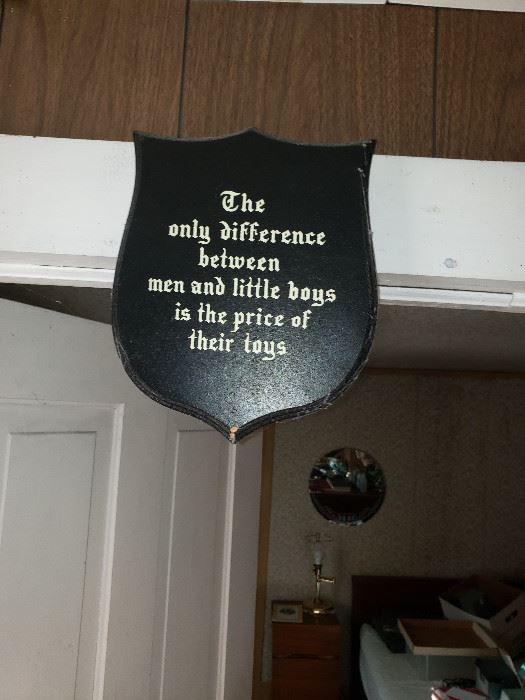 The
only difference
between
men and little boys
is the price of
their toys